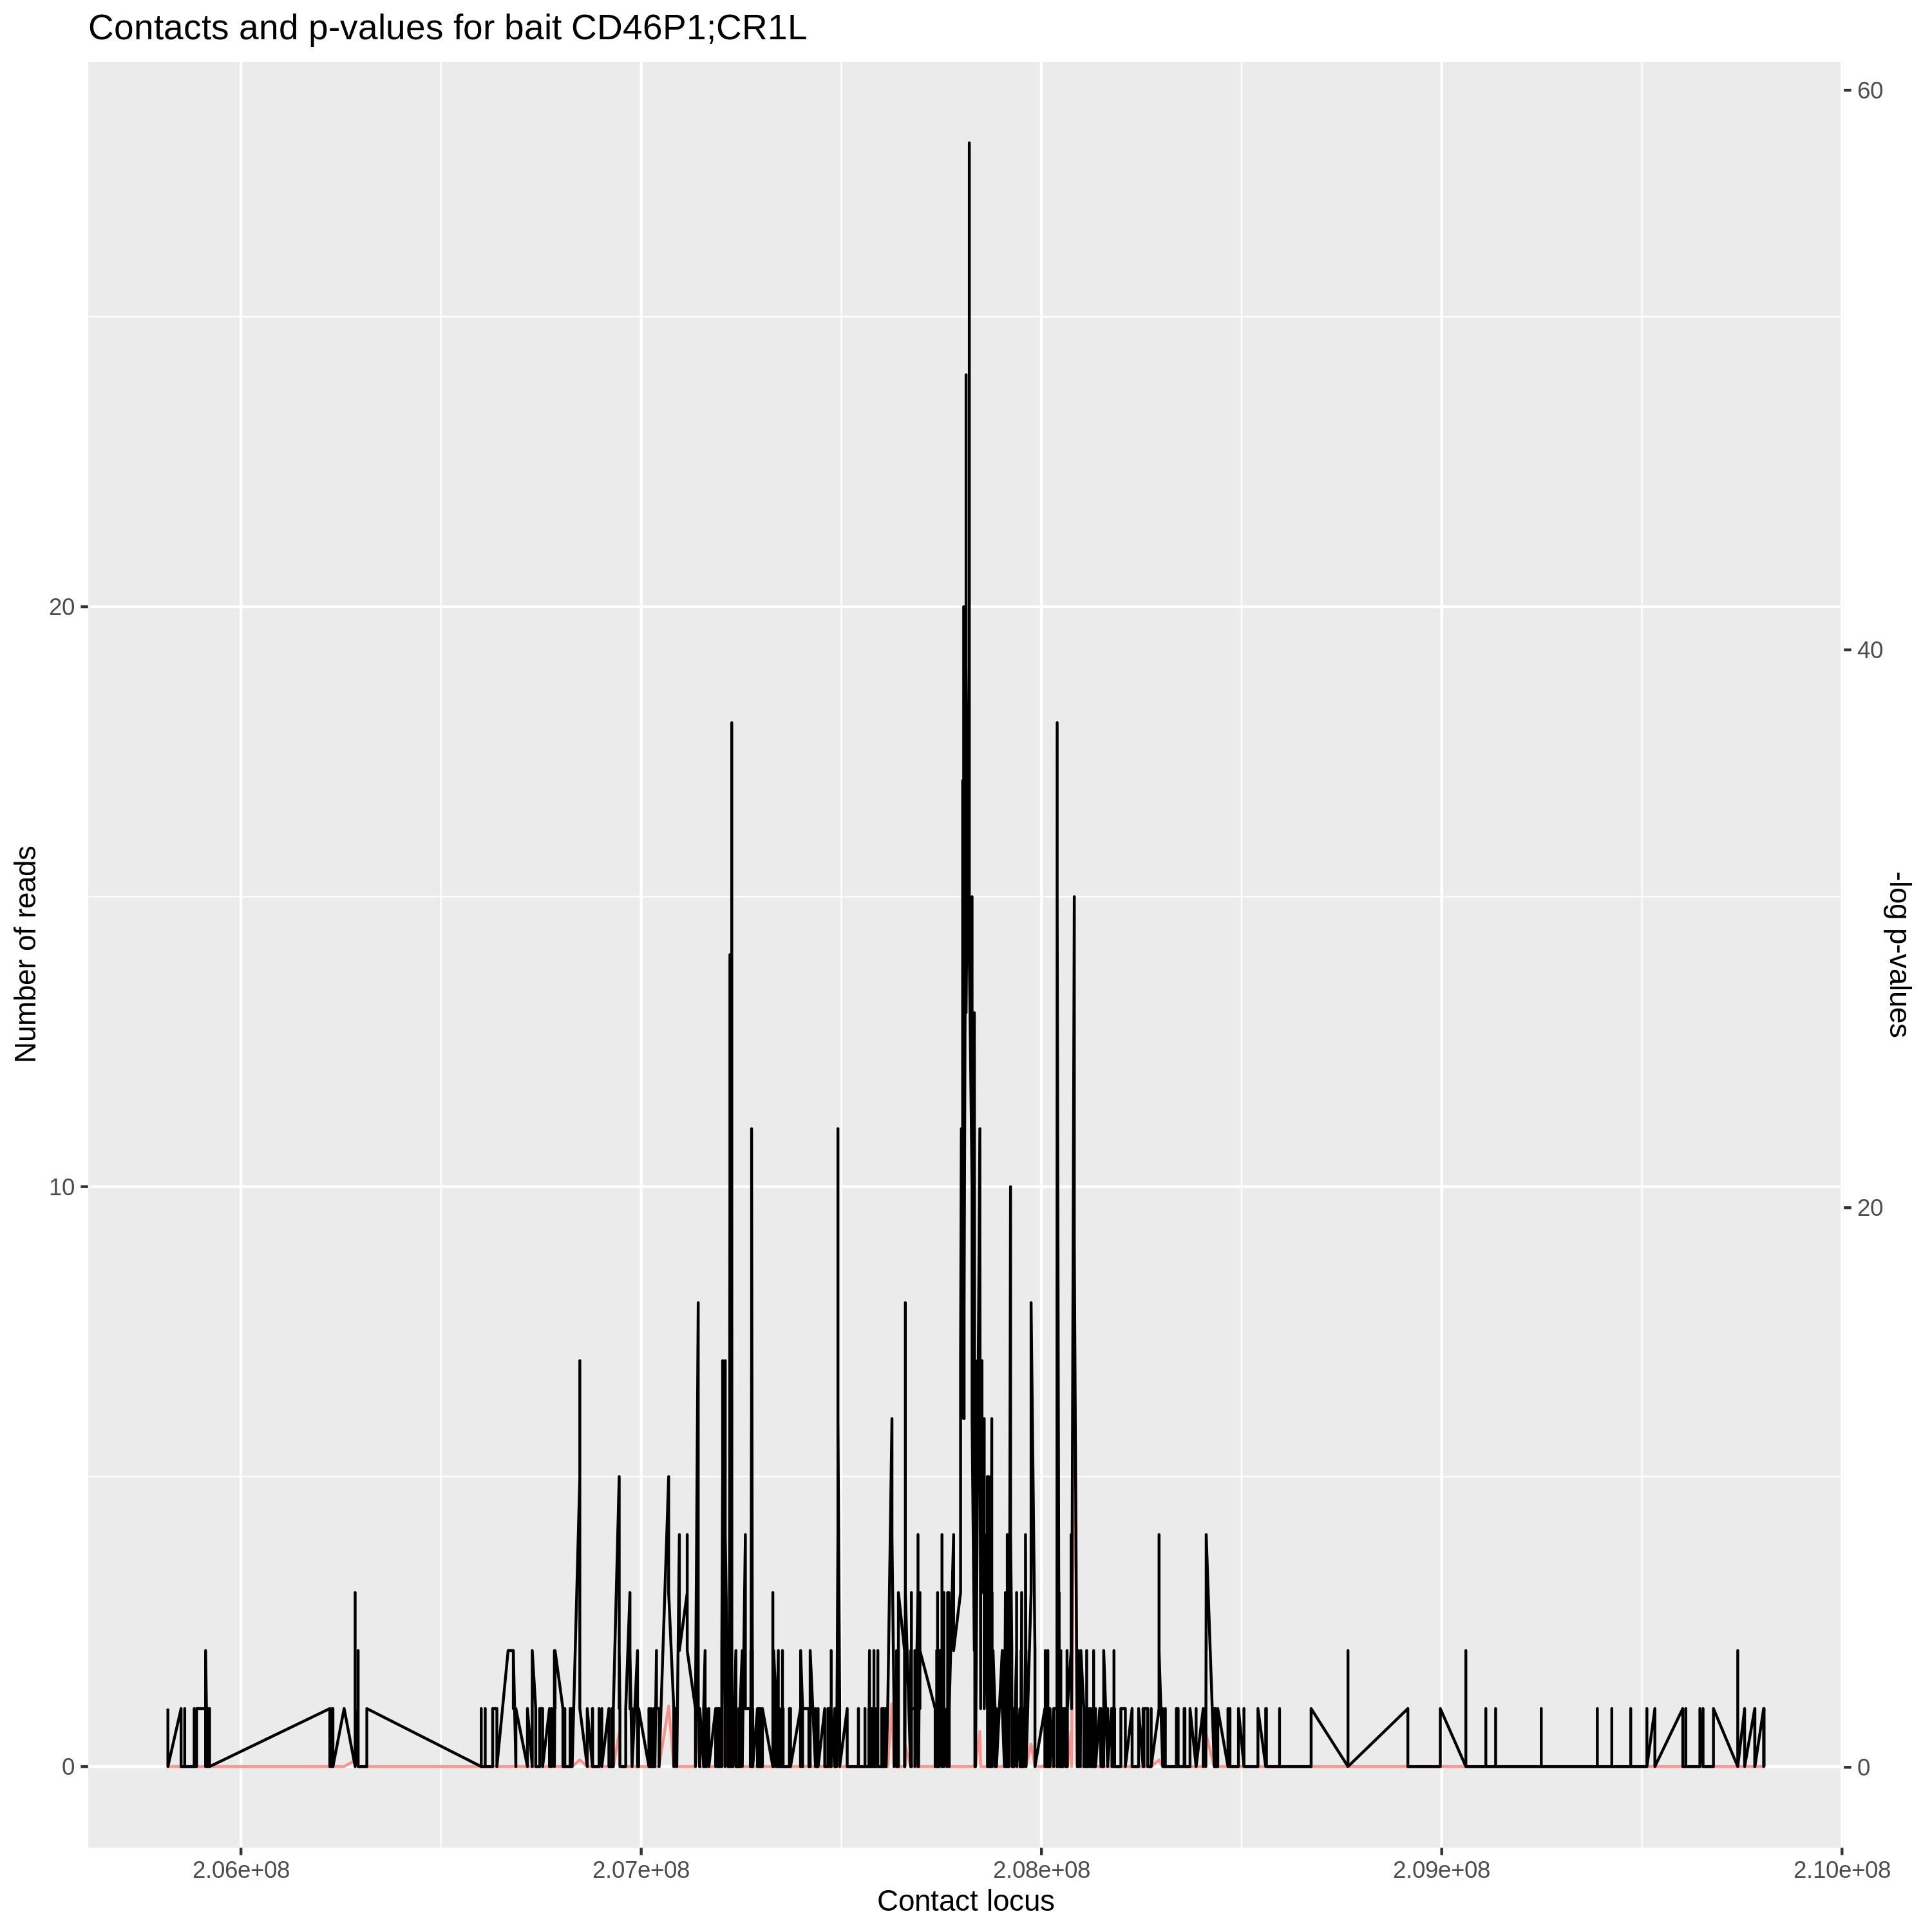 Contacts and p-values for bait CD46P1;CR1L
Number of reads
20
10
0
60
40
20
0
-log p-values
2.06e+08 2.07e+08 2.08e+08 2.09e+08 2.10e+08
Contact locus